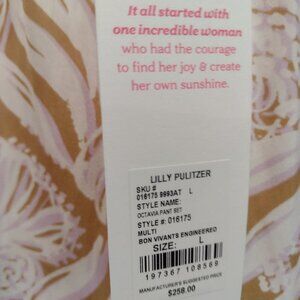 It all started with
one incredible woman
who had the courage
to find her joy & create
her own sunshine.
LILLY PULITZER
SKU #
016175 9993AT L
STYLE NAME:
OCTAVIA PANT SET
STYLE #: 016175
MULTI
BON VIVANTS ENGINEERED
SIZE: L
197367 108569
MANUFACTURER'S SUGGESTED PRICE
$258.00